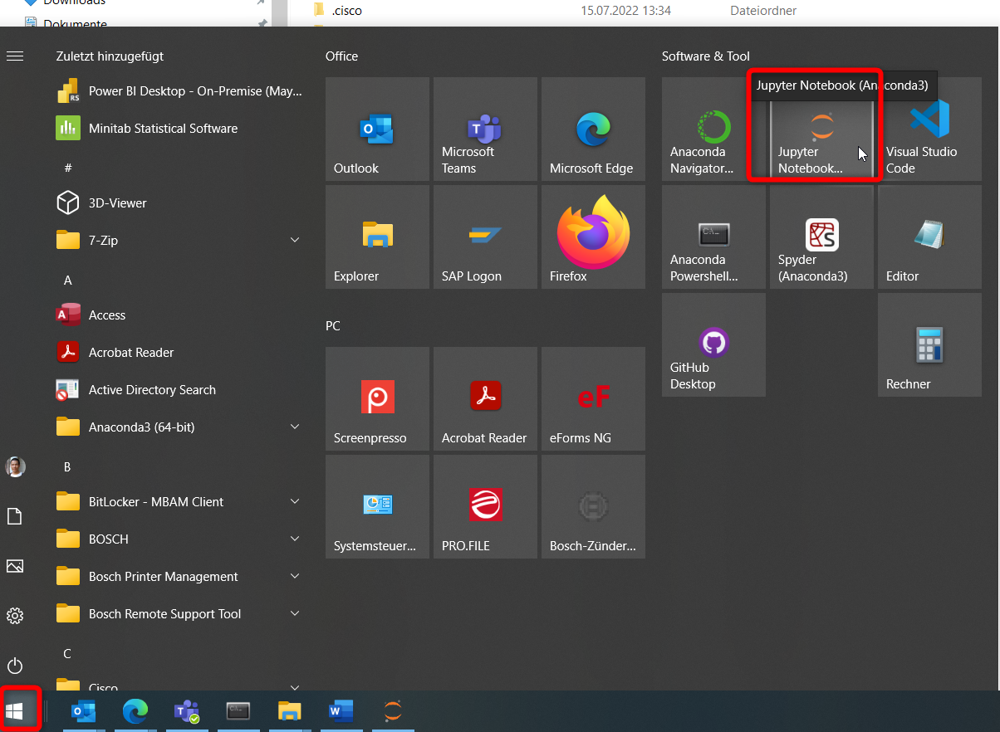 Downloads
.cisco
15.07.2022 13:34
Dateiordner
Dokumente
Zuletzt hinzugefügt
Power BI Desktop - On-Premise (May...
Minitab Statistical Software
#
3D-Viewer
7-Zip
A
Access
Acrobat Reader
Active Directory Search
Anaconda3 (64-bit)
B
BitLocker - MBAM Client
BOSCH
Bosch Printer Management
Bosch Remote Support Tool
C
Cisco
Office
Outlook
Microsoft
Teams
Microsoft Edge
Explorer
SAP Logon
Firefox
PC
Screenpresso
Acrobat Reader
eF
eForms NG
Systemsteuer...
PRO.FILE
Bosch-Zünder...
Software & Tool
Jupyter Notebook (Anaconda3)
Anaconda
Navigator...
Jupyter
Notebook...
Visual Studio
Code
Anaconda
Powershell...
Spyder
(Anaconda3)
Editor
GitHub
Desktop
Rechner